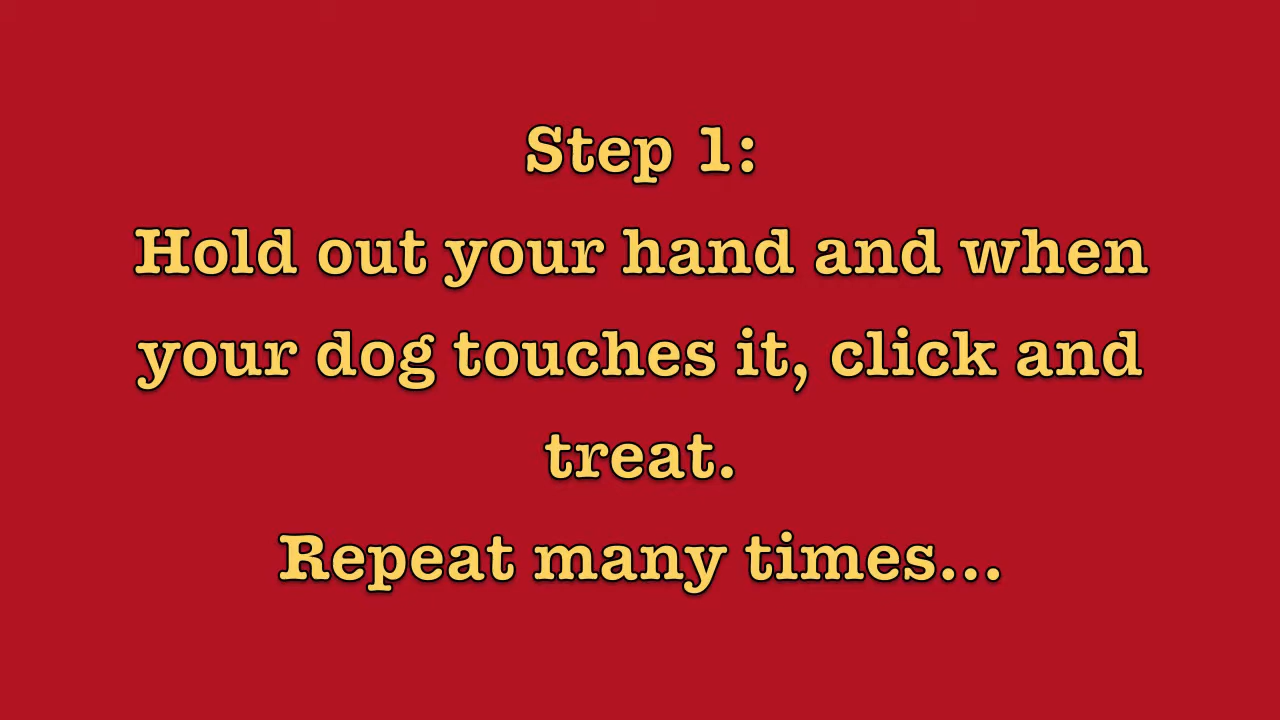 Step 1:
Hold out your hand and when
your dog touches it, click and
treat.
Repeat many times...